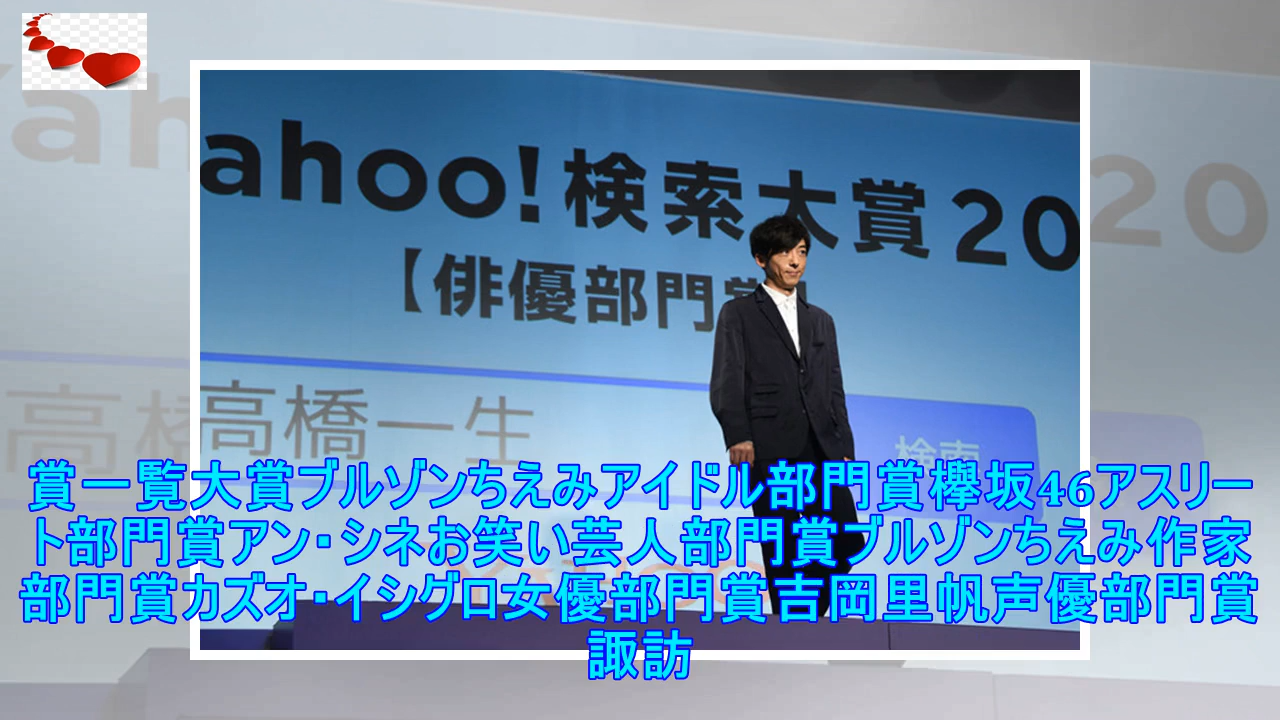 ahoo!検索大賞20
【俳優部門賞】
高橋一生
検索
賞一覧大賞ブルゾンちえみアイドル部門賞欅坂46アスリー
ト部門賞アン・シネお笑い芸人部門賞ブルゾンちえみ作家
部門賞カズオ・イシグロ女優部門賞吉岡里帆声優部門賞
諏訪